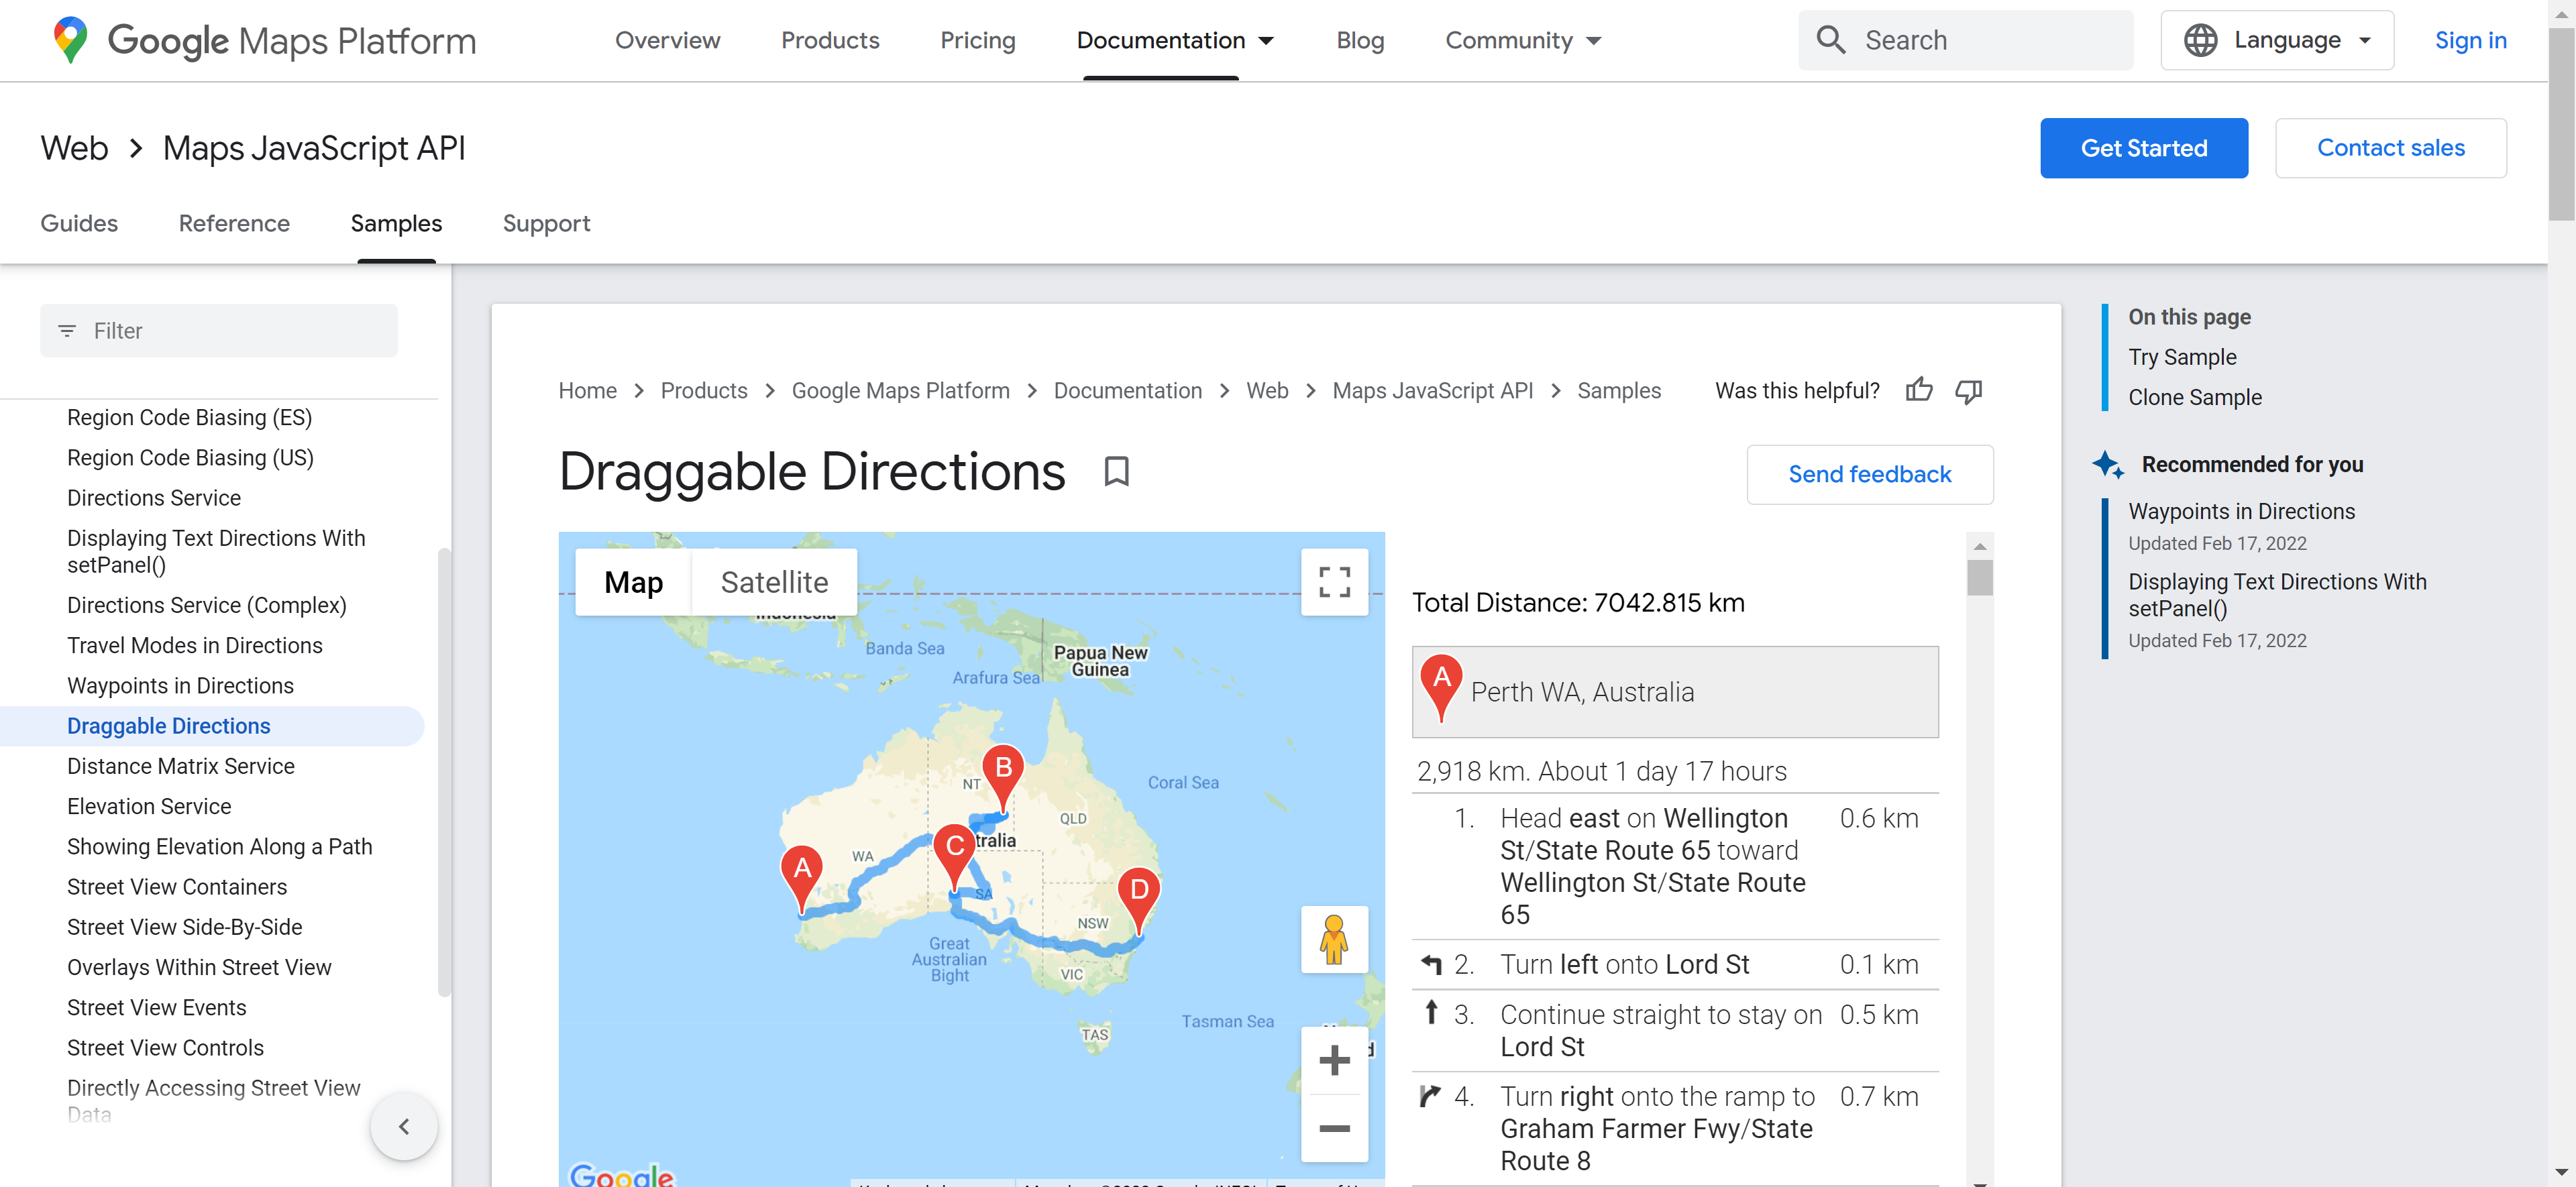 Google Maps Platform
Overview
Products
Pricing
Documentation
Blog
Community
Search
Language
Sign in
Web > Maps JavaScript API
Get Started
Contact sales
Guides
Reference
Samples
Support
Filter
Region Code Biasing (ES)
Region Code Biasing (US)
Directions Service
Displaying Text Directions With
setPanel()
Directions Service (Complex)
Travel Modes in Directions
Waypoints in Directions
Draggable Directions
Distance Matrix Service
Elevation Service
Showing Elevation Along a Path
Street View Containers
Street View Side-By-Side
Overlays Within Street View
Street View Events
Street View Controls
Directly Accessing Street View
Data
Home > Products > Google Maps Platform > Documentation > Web > Maps JavaScript API > Samples
Was this helpful?
Draggable Directions
Send feedback
Map
Satellite
Indonesia
Banda Sea
Arafura Sea
Papua New
Guinea
Coral Sea
NT
QLD
B
C
tralia
WA
A
SA
D
NSW
Great
Australian
Bight
VIC
Tasman Sea
TAS
Google
Total Distance: 7042.815 km
A
Perth WA, Australia
2,918 km. About 1 day 17 hours
1. Head east on Wellington 0.6 km
St/State Route 65 toward
Wellington St/State Route
65
2. Turn left onto Lord St 0.1 km
3. Continue straight to stay on 0.5 km
Lord St
4. Turn right onto the ramp to 0.7 km
Graham Farmer Fwy/State
Route 8
On this page
Try Sample
Clone Sample
Recommended for you
Waypoints in Directions
Updated Feb 17, 2022
Displaying Text Directions With
setPanel()
Updated Feb 17, 2022